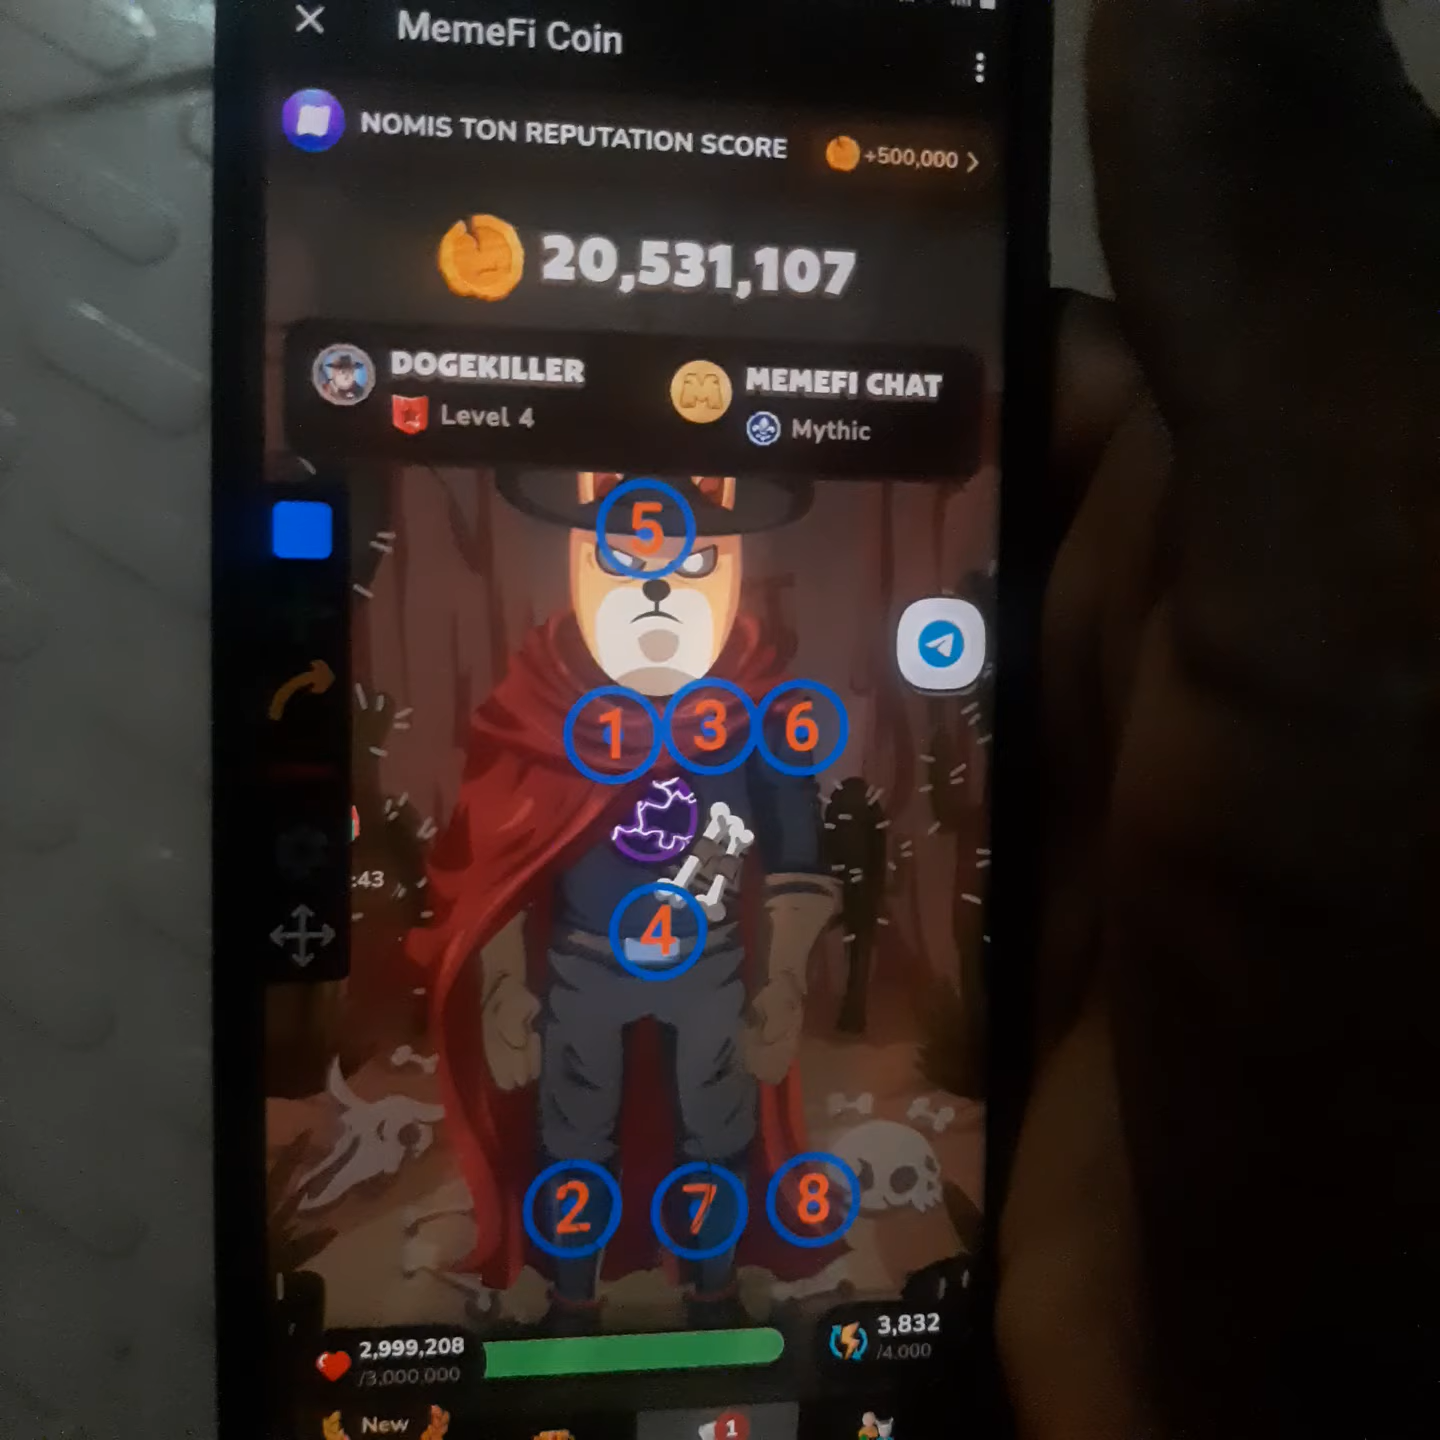 MemeFi Coin
NOMIS TON REPUTATION SCORE
+500,000
20,531,107
DOGEKILLER
Level 4
MEMEFI CHAT
Mythic
5
1
3
6
:43
4
2
7
8
2,999,208
/3,000,000
3,832
/4,000
New
1